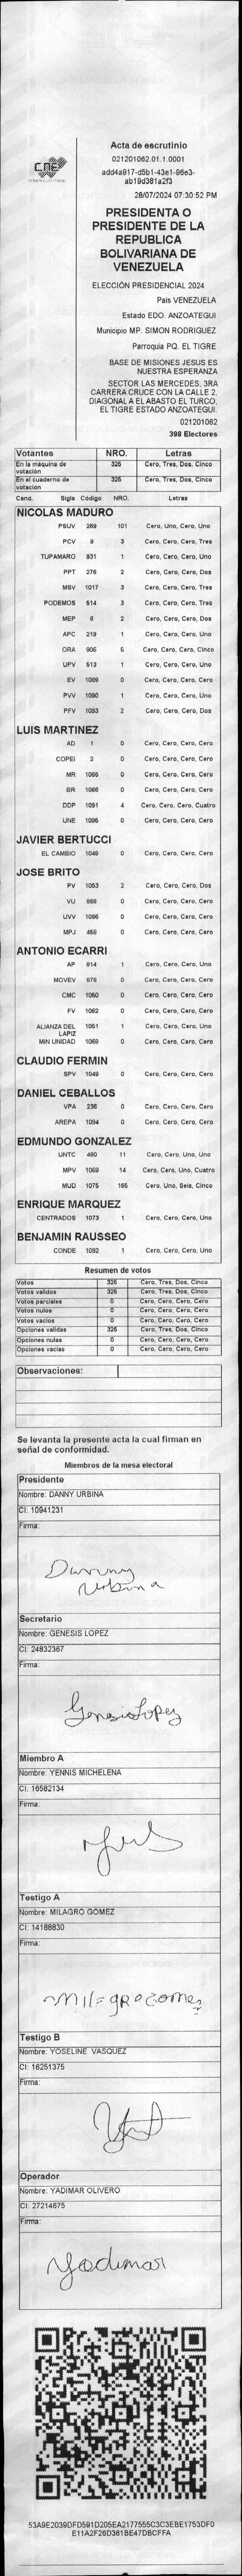 CNE
Acta de escrutinio
021201062.01.1.0001
add4a917-d5b1-43e1-96e3-
ab19d381a2f3
28/07/2024 07:30:52 PM
PRESIDENTA O
PRESIDENTE DE LA
REPUBLICA
BOLIVARIANA DE
VENEZUELA
ELECCIÓN PRESIDENCIAL 2024
Pais VENEZUELA
Estado EDO. ANZOATEGUI
Municipio MP. SIMON RODRIGUEZ
Parroquia PQ. EL TIGRE
BASE DE MISIONES JESUS ES
NUESTRA ESPERANZA
SECTOR LAS MERCEDES. 3RA
CARRERA CRUCE CON LA CALLE 2.
DIAGONAL A EL ABASTO EL TURCO.
EL TIGRE ESTADO ANZOATEGUI.
021201062
398 Electores
Votantes NRO. Letras
En la máquina de votación 325 Cero, Tres, Dos, Cinco
En el cuaderno de votación 325 Cero, Tres, Dos, Cinco
Cand. Sigla Código NRO. Letras
NICOLAS MADURO
PSUV 269 101 Cero, Uno, Cero, Uno
PCV 9 3 Cero, Cero, Cero, Tres
TUPAMARO 931 1 Cero, Cero, Cero, Uno
PPT 276 2 Cero, Cero, Cero, Dos
MSV 1017 3 Cero, Cero, Cero, Tres
PODEMOS 514 3 Cero, Cero, Cero, Tres
MEP 6 2 Cero, Cero, Cero, Dos
APC 219 1 Cero, Cero, Cero, Uno
ORA 906 5 Cero, Cero, Cero, Cinco
UPV 513 1 Cero, Cero, Cero, Uno
EV 1089 0 Cero, Cero, Cero, Cero
PVV 1090 1 Cero, Cero, Cero, Uno
PFV 1093 2 Cero, Cero, Cero, Dos
LUIS MARTINEZ
AD 1 0 Cero, Cero, Cero, Cero
COPEI 2 0 Cero, Cero, Cero, Cero
MR 1065 0 Cero, Cero, Cero, Cero
BR 1066 0 Cero, Cero, Cero, Cero
DDP 1091 4 Cero, Cero, Cero, Cuatro
UNE 1095 0 Cero, Cero, Cero, Cero
JAVIER BERTUCCI
EL CAMBIO 1048 0 Cero, Cero, Cero, Cero
JOSE BRITO
PV 1053 2 Cero, Cero, Cero, Dos
VU 868 0 Cero, Cero, Cero, Cero
UVV 1096 0 Cero, Cero, Cero, Cero
MPJ 458 0 Cero, Cero, Cero, Cero
ANTONIO ECARRI
AP 814 1 Cero, Cero, Cero, Uno
MOVEV 878 0 Cero, Cero, Cero, Cero
CMC 1050 0 Cero, Cero, Cero, Cero
FV 1062 0 Cero, Cero, Cero, Cero
ALIANZA DEL LAPIZ 1051 1 Cero, Cero, Cero, Uno
MIN UNIDAD 1068 0 Cero, Cero, Cero, Cero
CLAUDIO FERMIN
SPV 1049 0 Cero, Cero, Cero, Cero
DANIEL CEBALLOS
VPA 236 0 Cero, Cero, Cero, Cero
AREPA 1094 0 Cero, Cero, Cero, Cero
EDMUNDO GONZALEZ
UNTC 460 11 Cero, Cero, Uno, Uno
MPV 1069 14 Cero, Cero, Uno, Cuatro
MUD 1075 165 Cero, Uno, Seis, Cinco
ENRIQUE MARQUEZ
CENTRADOS 1073 1 Cero, Cero, Cero, Uno
BENJAMIN RAUSSEO
CONDE 1092 1 Cero, Cero, Cero, Uno
Resumen de votos
Votos 325 Cero, Tres, Dos, Cinco
Votos validos 325 Cero, Tres, Dos, Cinco
Votos parciales 0 Cero, Cero, Cero, Cero
Votos nulos 0 Cero, Cero, Cero, Cero
Votos vacios 0 Cero, Cero, Cero, Cero
Opciones validas 325 Cero, Tres, Dos, Cinco
Opciones nulas 0 Cero, Cero, Cero, Cero
Opciones vacias 0 Cero, Cero, Cero, Cero
Observaciones:
Se levanta la presente acta la cual firman en
señal de conformidad.
Miembros de la mesa electoral
Presidente
Nombre: DANNY URBINA
CI: 10941231
Firma:
Danny
Urbina
Secretario
Nombre: GENESIS LOPEZ
CI: 24832367
Firma:
Genesis Lopez
Miembro A
Nombre: YENNIS MICHELENA
CI: 16582134
Firma:
Testigo A
Nombre: MILAGRO GOMEZ
CI: 14188830
Firma:
milagro gomez
Testigo B
Nombre: YOSELINE VASQUEZ
CI: 16251375
Firma:
Operador
Nombre: YADIMAR OLIVERO
CI: 27214675
Firma:
Yadimar
53A9E2039DFD591D205EA2177555C3C3EBE1753DF0
E11A2F26D361BE47DBCFFA